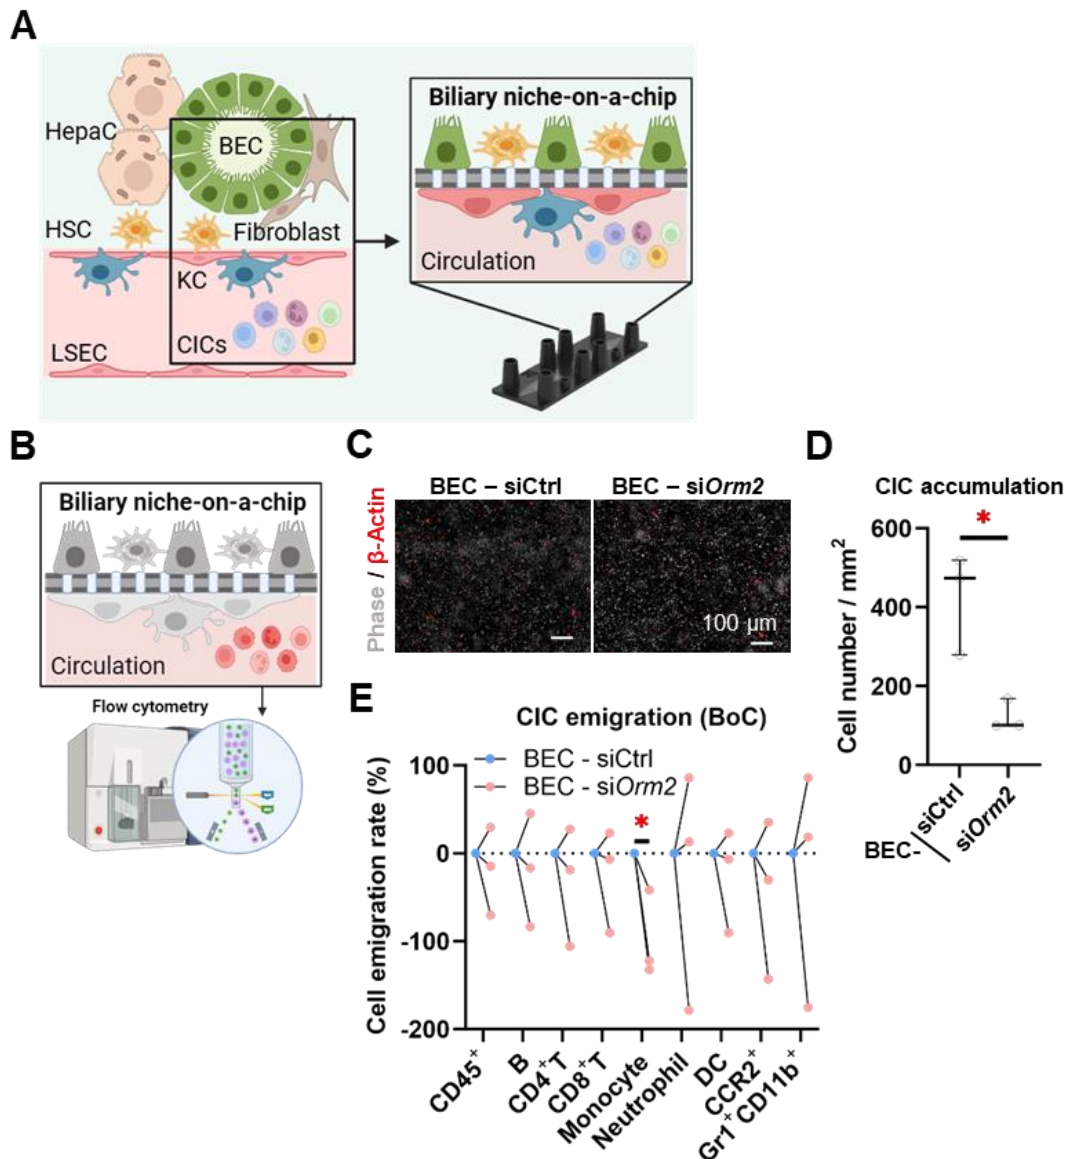 A
HepaC
BEC
HSC
Fibroblast
KC
CICs
LSEC
Biliary niche-on-a-chip
Circulation
B
Biliary niche-on-a-chip
Circulation
Flow cytometry
C
BEC – siCtrl
BEC – siOrm2
Phase / β-Actin
100 µm
D
CIC accumulation
*
Cell number / mm²
600
400
200
0
BEC-
siCtrl
siOrm2
E
CIC emigration (BoC)
BEC - siCtrl
BEC - siOrm2
*
Cell emigration rate (%)
100
0
-100
-200
CD45⁺
B
CD4⁺T
CD8⁺T
Monocyte
Neutrophil
DC
CCR2⁺
Gr1⁺CD11b⁺